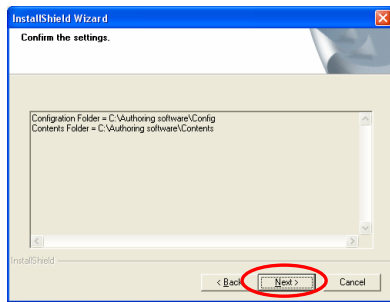 InstallShield Wizard
Confirm the settings.
Configration Folder = C:\Authoring software\Config
Contents Folder = C:\Authoring software\Contents
InstallShield
< Back
Next >
Cancel